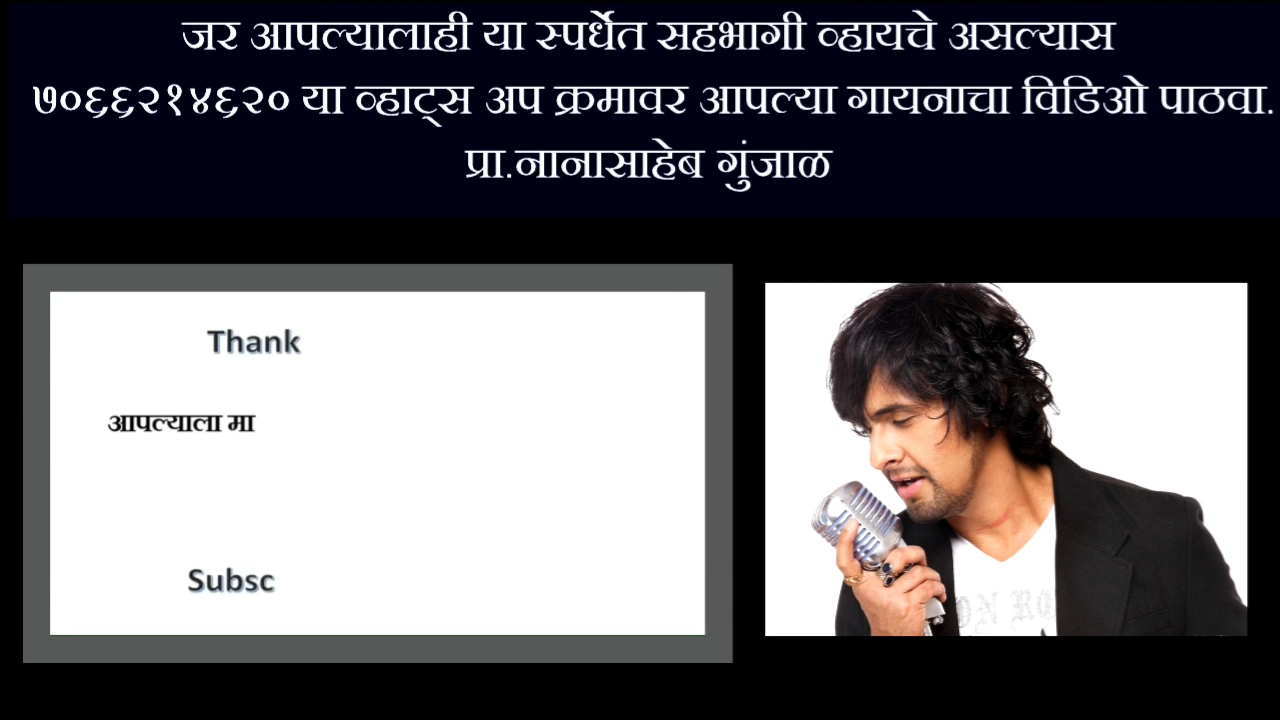 जर आपल्यालाही या स्पर्धेत सहभागी व्हायचे असल्यास
७०६६२१४६२० या व्हाट्स अप क्रमावर आपल्या गायनाचा विडिओ पाठवा.
प्रा.नानासाहेब गुंजाळ
Thank
आपल्याला मा
Subsc